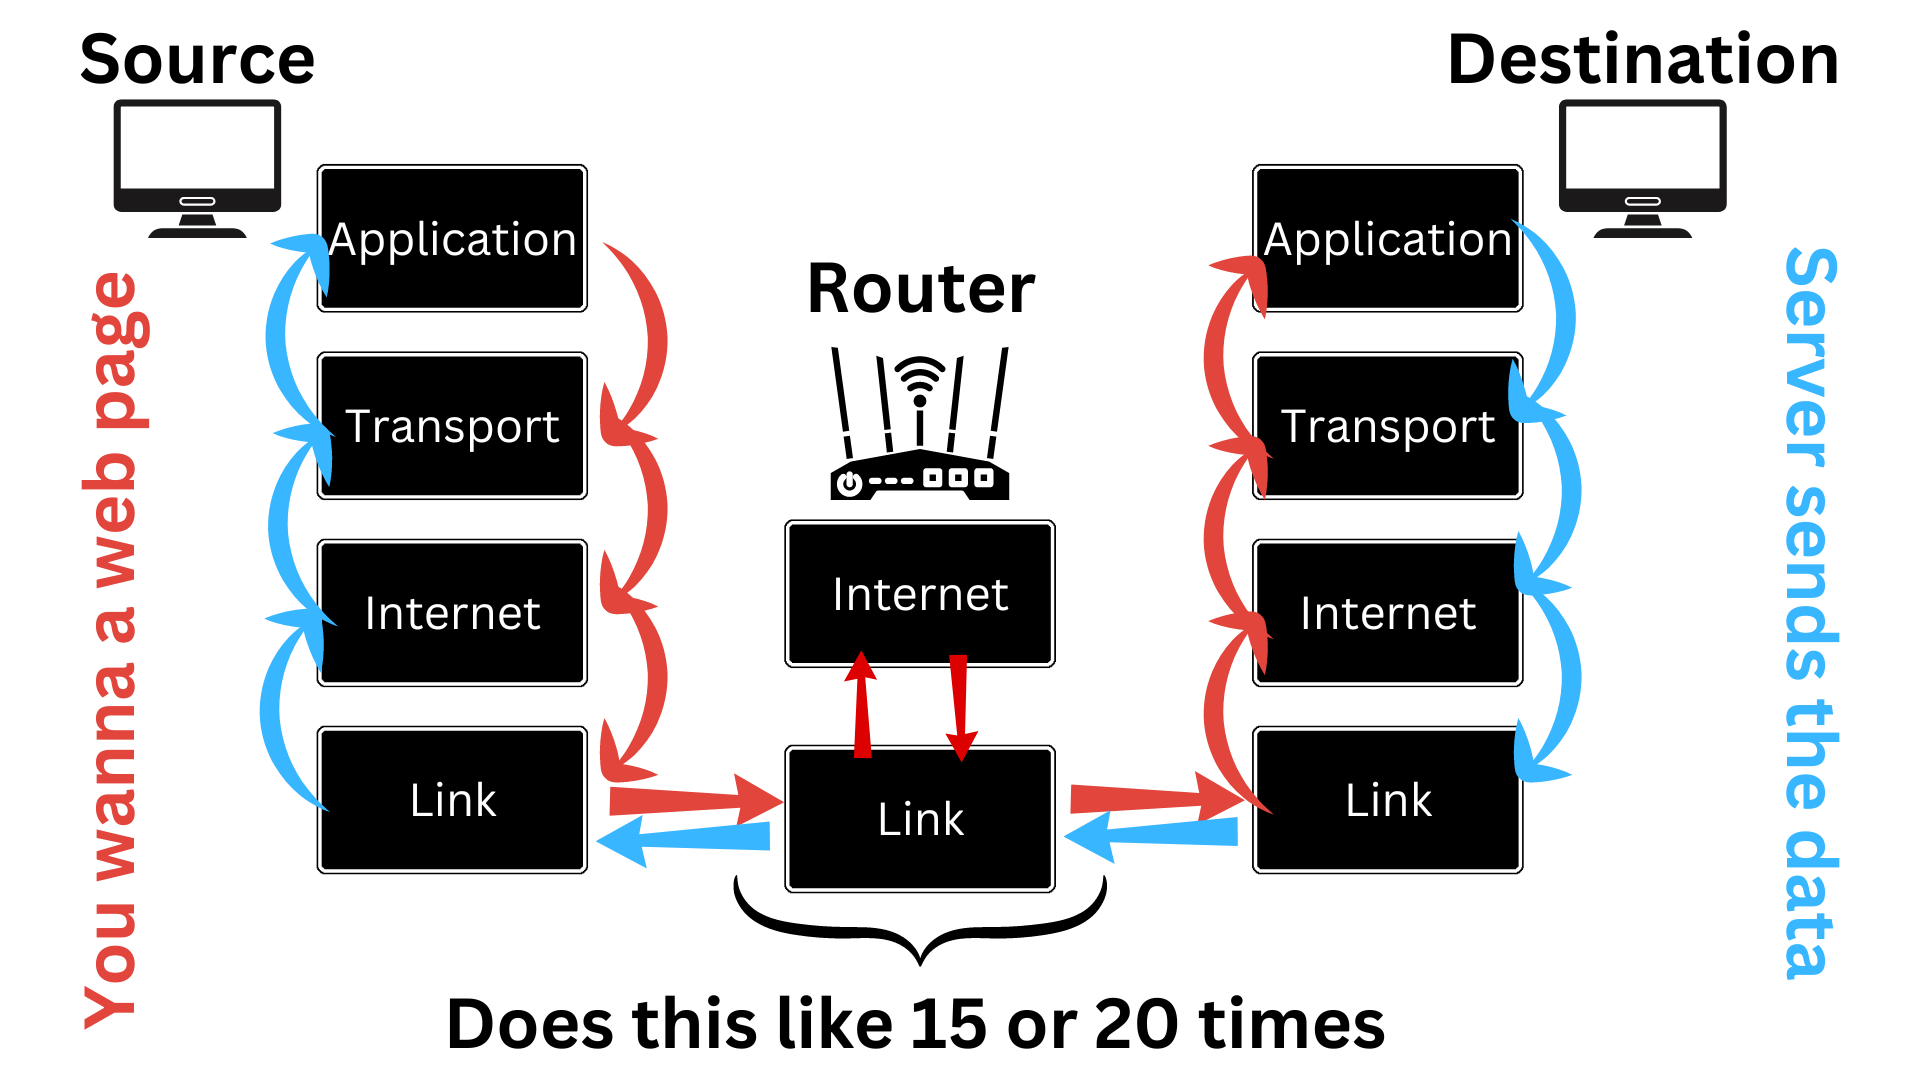 Source
Destination
You wanna a web page
Application
Transport
Internet
Link
Router
Internet
Link
Application
Transport
Internet
Link
Server sends the data
Does this like 15 or 20 times